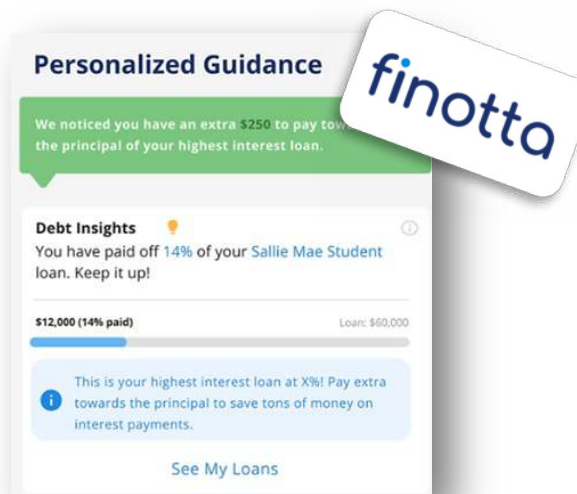 Personalized Guidance
finotta
We noticed you have an extra $250 to pay
the principal of your highest interest loan.
Debt Insights
You have paid off 14% of your Sallie Mae Student
loan. Keep it up!
$12,000 (14% paid)
Loan: $60,000
This is your highest interest loan at X%! Pay extra
towards the principal to save tons of money on
interest payments.
See My Loans